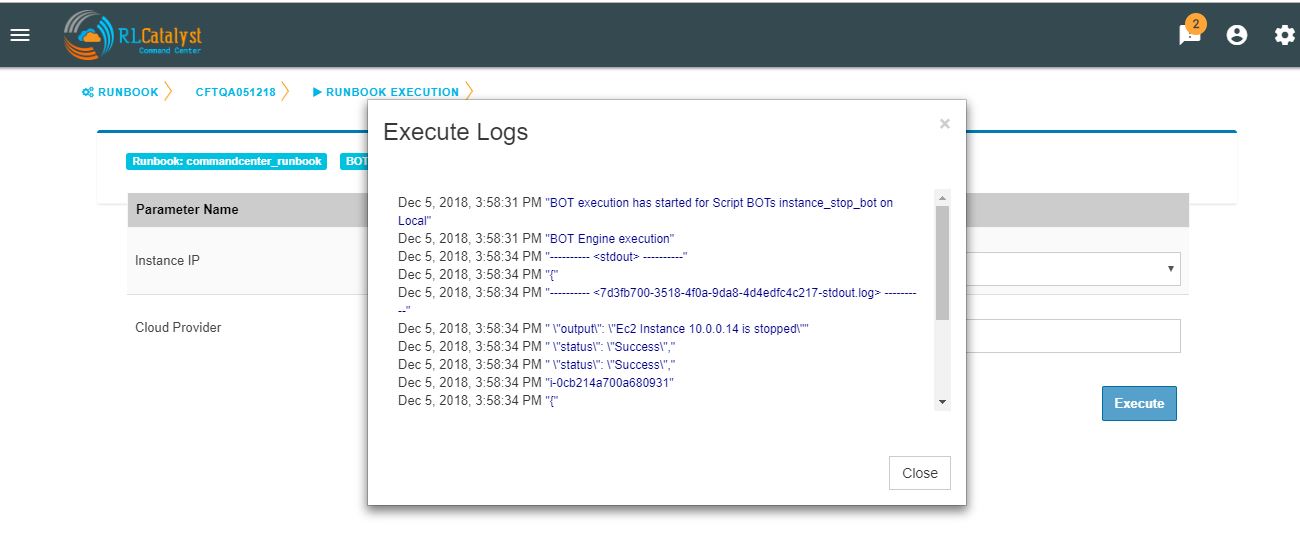 2
RLCatalyst
Command Center
RUNBOOK
CFTQA051218
RUNBOOK EXECUTION
Execute Logs
×
Runbook: commandcenter_runbook
BOT
Parameter Name
Instance IP
Cloud Provider
Dec 5, 2018, 3:58:31 PM "BOT execution has started for Script BOTs instance_stop_bot on
Local"
Dec 5, 2018, 3:58:31 PM "BOT Engine execution"
Dec 5, 2018, 3:58:34 PM "---------- <stdout> ----------"
Dec 5, 2018, 3:58:34 PM "{"
Dec 5, 2018, 3:58:34 PM "---------- <7d3fb700-3518-4f0a-9da8-4d4edfc4c217-stdout.log> --------
--"
Dec 5, 2018, 3:58:34 PM " \"output\": \"Ec2 Instance 10.0.0.14 is stopped\""
Dec 5, 2018, 3:58:34 PM " \"status\": \"Success\","
Dec 5, 2018, 3:58:34 PM " \"status\": \"Success\","
Dec 5, 2018, 3:58:34 PM "i-0cb214a700a680931"
Dec 5, 2018, 3:58:34 PM "{"
Execute
Close